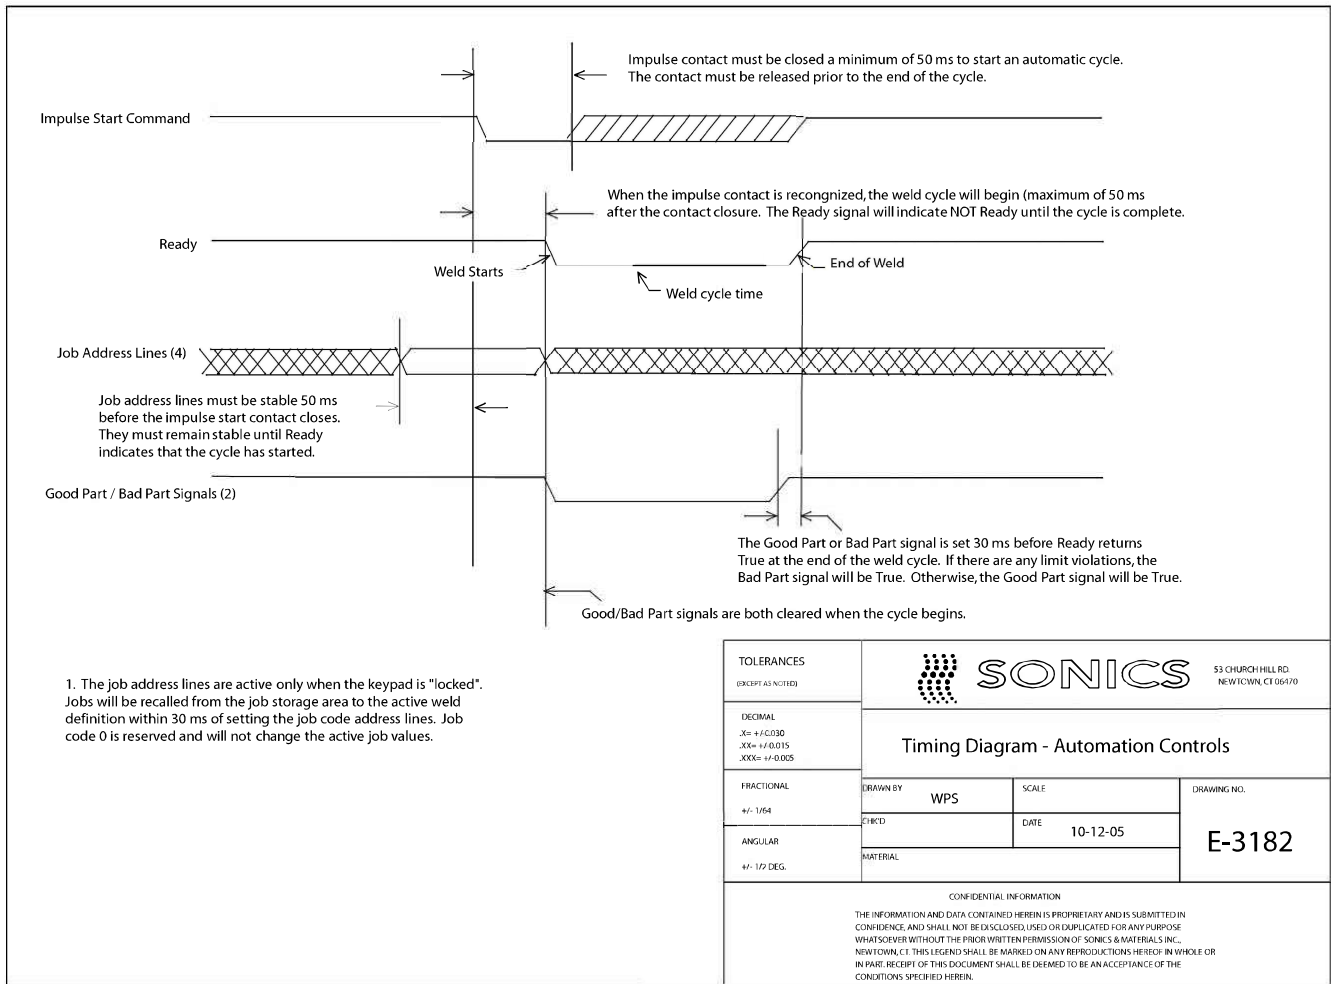 Impulse contact must be closed a minimum of 50 ms to start an automatic cycle.
The contact must be released prior to the end of the cycle.
Impulse Start Command
When the impulse contact is recongnized, the weld cycle will begin (maximum of 50 ms
after the contact closure. The Ready signal will indicate NOT Ready until the cycle is complete.
Ready
Weld Starts
End of Weld
Weld cycle time
Job Address Lines (4)
Job address lines must be stable 50 ms
before the impulse start contact closes.
They must remain stable until Ready
indicates that the cycle has started.
Good Part / Bad Part Signals (2)
The Good Part or Bad Part signal is set 30 ms before Ready returns
True at the end of the weld cycle. If there are any limit violations, the
Bad Part signal will be True. Otherwise, the Good Part signal will be True.
Good/Bad Part signals are both cleared when the cycle begins.
1. The job address lines are active only when the keypad is "locked".
Jobs will be recalled from the job storage area to the active weld
definition within 30 ms of setting the job code address lines. Job
code 0 is reserved and will not change the active job values.
TOLERANCES
(EXCEPT AS NOTED)
DECIMAL
.X= +/-0.030
.XX= +/-0.015
.XXX= +/-0.005
FRACTIONAL
+/- 1/64
ANGULAR
+/- 1/2 DEG.
SONICS
53 CHURCH HILL RD.
NEWTOWN, CT 06470
Timing Diagram - Automation Controls
DRAWN BY
WPS
SCALE
DRAWING NO.
CHK'D
DATE
10-12-05
E-3182
MATERIAL
CONFIDENTIAL INFORMATION
THE INFORMATION AND DATA CONTAINED HEREIN IS PROPRIETARY AND IS SUBMITTED IN
CONFIDENCE, AND SHALL NOT BE DISCLOSED, USED OR DUPLICATED FOR ANY PURPOSE
WHATSOEVER WITHOUT THE PRIOR WRITTEN PERMISSION OF SONICS & MATERIALS INC.,
NEWTOWN, CT. THIS LEGEND SHALL BE MARKED ON ANY REPRODUCTIONS HEREOF IN WHOLE OR
IN PART. RECEIPT OF THIS DOCUMENT SHALL BE DEEMED TO BE AN ACCEPTANCE OF THE
CONDITIONS SPECIFIED HEREIN.